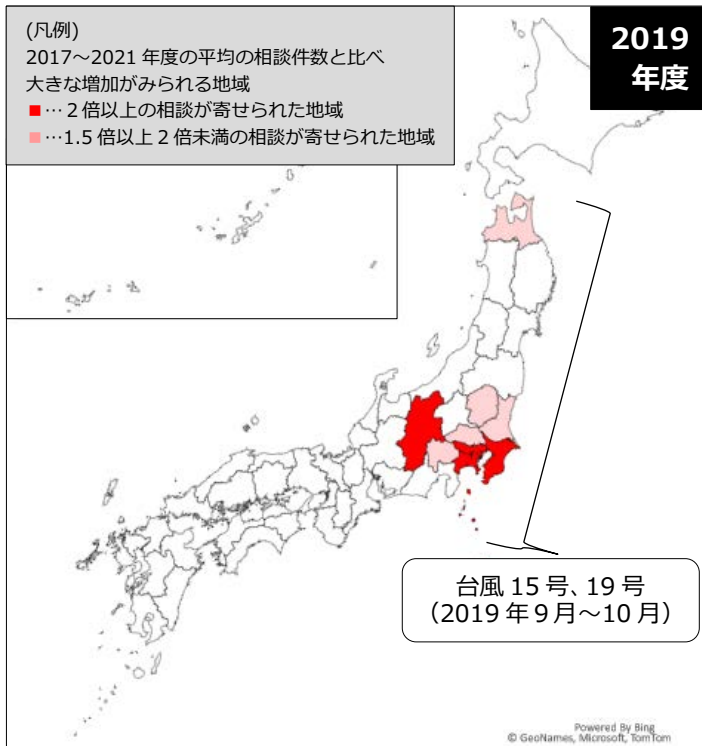 (凡例)
2017～2021 年度の平均の相談件数と比べ
大きな増加がみられる地域
■…２倍以上の相談が寄せられた地域
■…1.5 倍以上２倍未満の相談が寄せられた地域
2019
年度
台風 15 号、19 号
（2019 年９月～10 月）
Powered By Bing
© GeoNames, Microsoft, TomTom